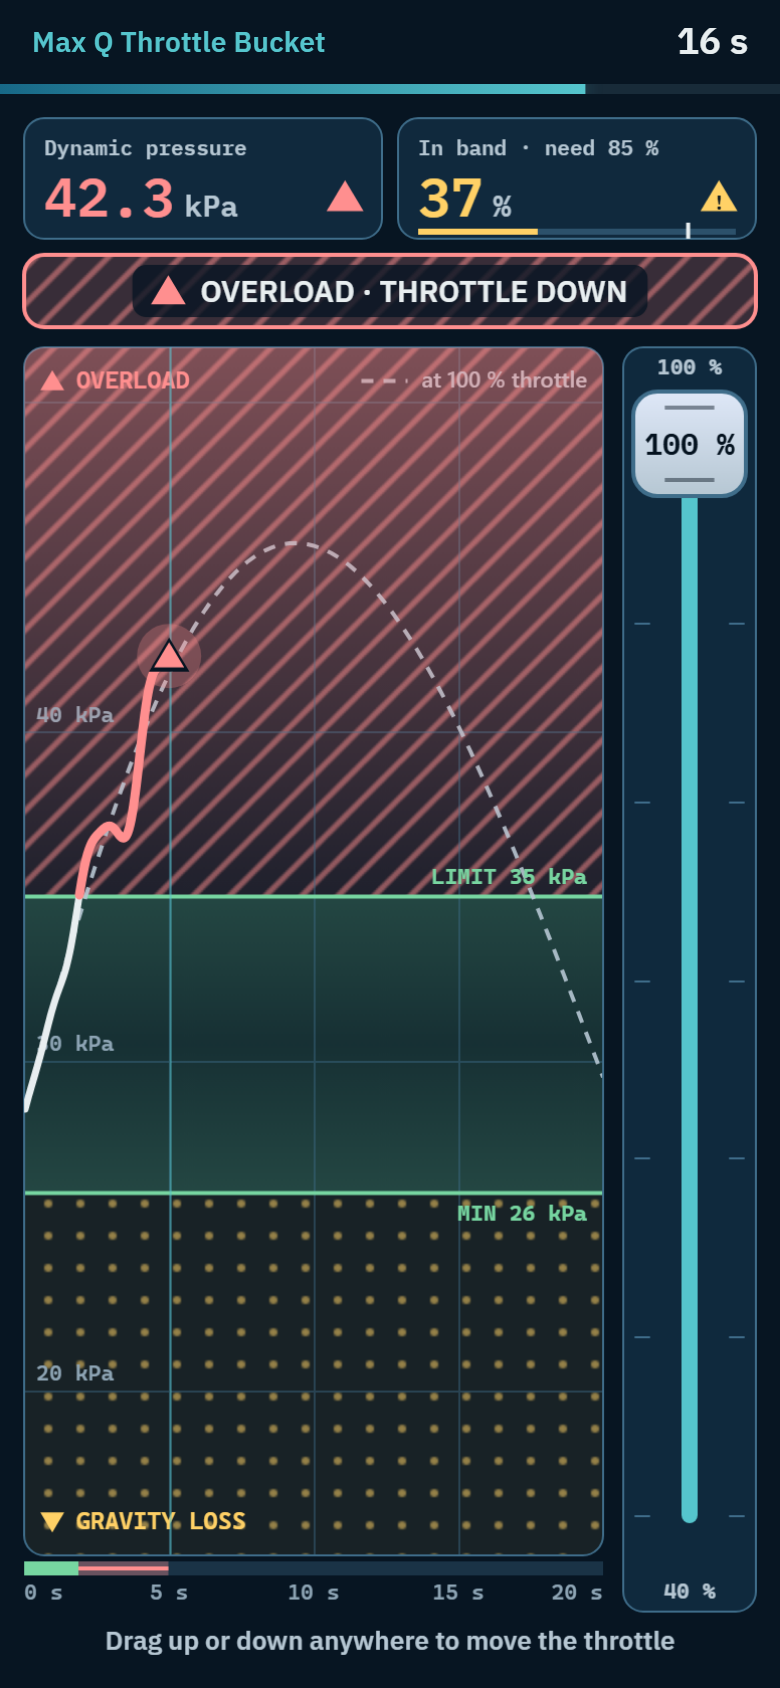 Max Q Throttle Bucket
16 s
Dynamic pressure
42.3 kPa
In band · need 85 %
37 %
OVERLOAD · THROTTLE DOWN
OVERLOAD
at 100 % throttle
100 %
100 %
40 kPa
LIMIT 35 kPa
30 kPa
MIN 26 kPa
20 kPa
GRAVITY LOSS
0 s
5 s
10 s
15 s
20 s
40 %
Drag up or down anywhere to move the throttle